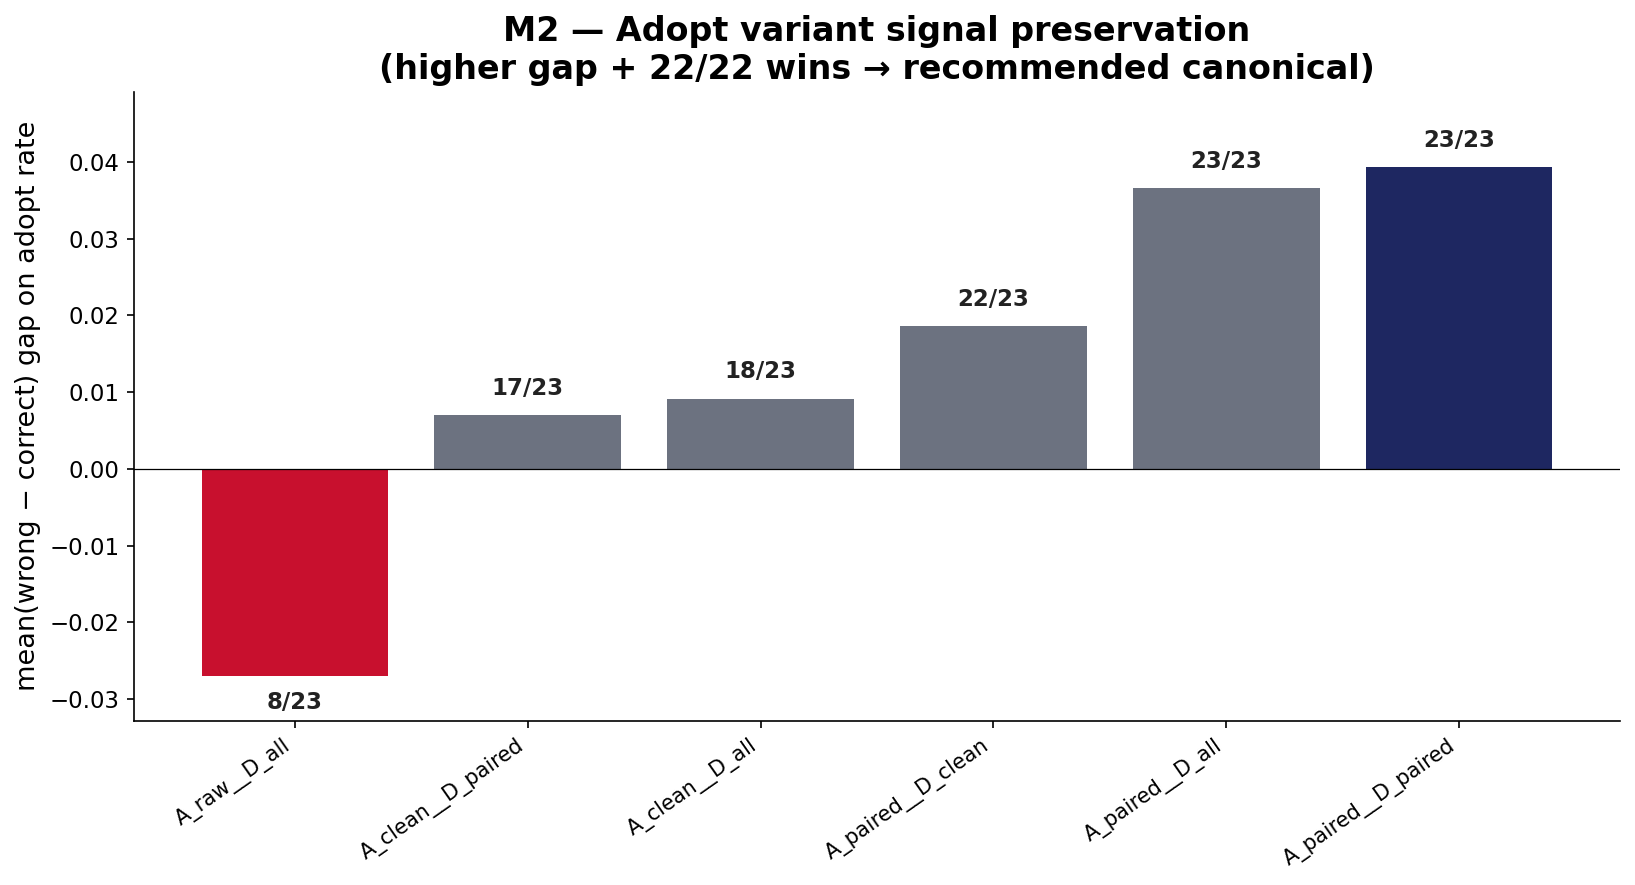 M2 — Adopt variant signal preservation
(higher gap + 22/22 wins → recommended canonical)
mean(wrong − correct) gap on adopt rate
0.04
0.03
0.02
0.01
0.00
−0.01
−0.02
−0.03
8/23
17/23
18/23
22/23
23/23
23/23
A_raw__D_all
A_clean__D_paired
A_clean__D_all
A_paired__D_clean
A_paired__D_all
A_paired__D_paired